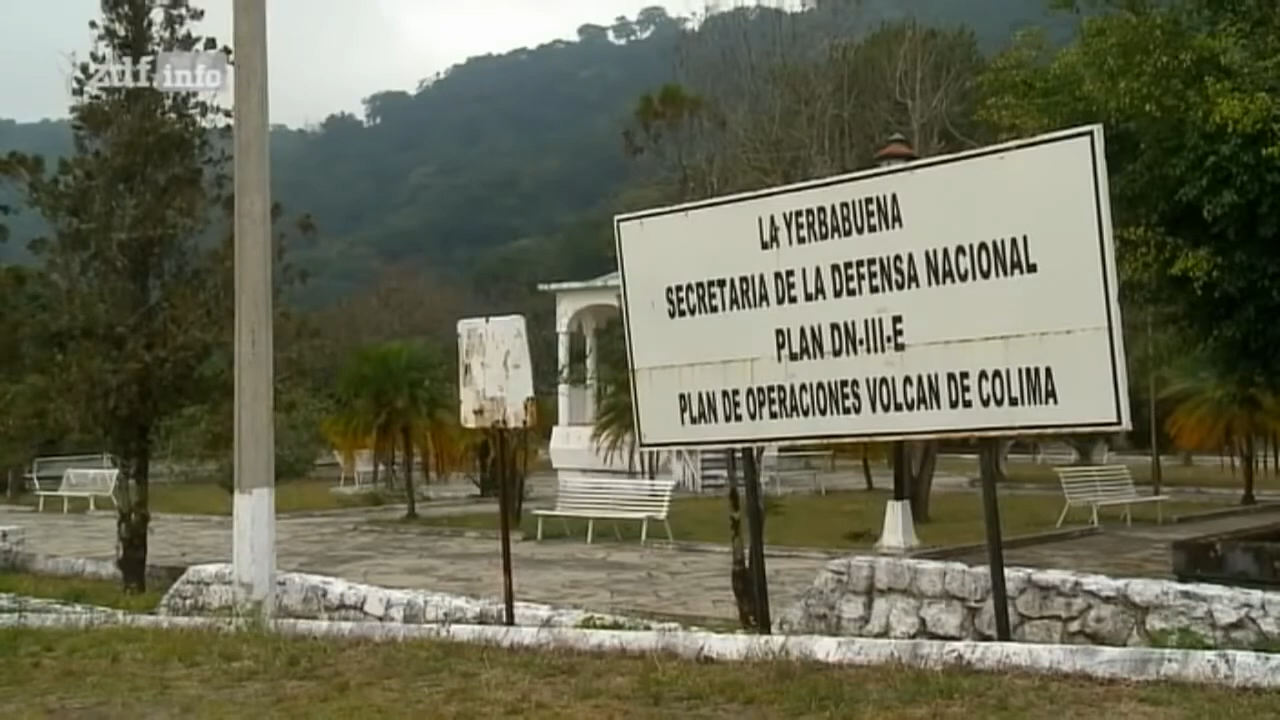 zdf.info
LA YERBABUENA
SECRETARIA DE LA DEFENSA NACIONAL
PLAN DN-III-E
PLAN DE OPERACIONES VOLCAN DE COLIMA